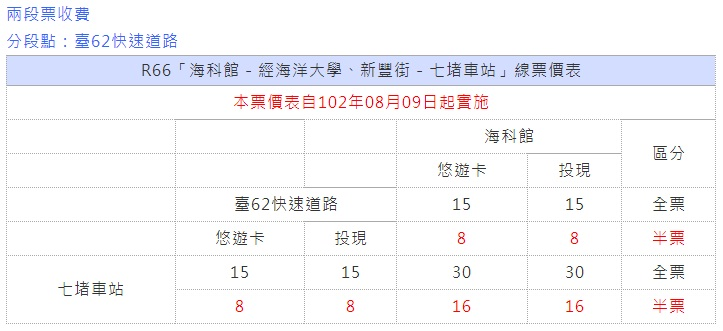 兩段票收費
分段點：臺62快速道路
R66「海科館－經海洋大學、新豐街－七堵車站」線票價表
本票價表自102年08月09日起實施
海科館 區分
悠遊卡 投現
臺62快速道路 15 15 全票
悠遊卡 投現 8 8 半票
七堵車站 15 15 30 30 全票
8 8 16 16 半票